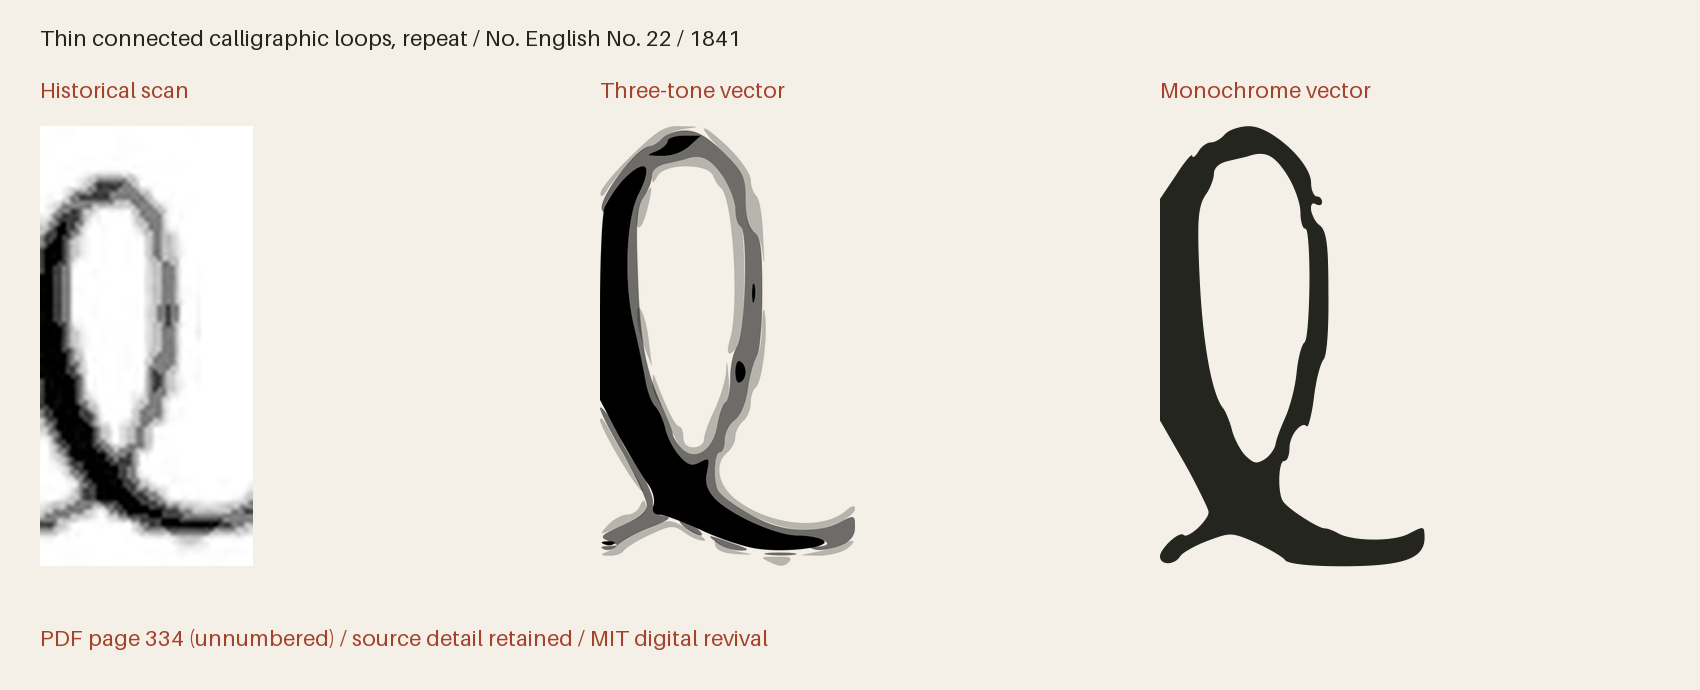 Thin connected calligraphic loops, repeat / No. English No. 22 / 1841
Historical scan
Three-tone vector
Monochrome vector
PDF page 334 (unnumbered) / source detail retained / MIT digital revival